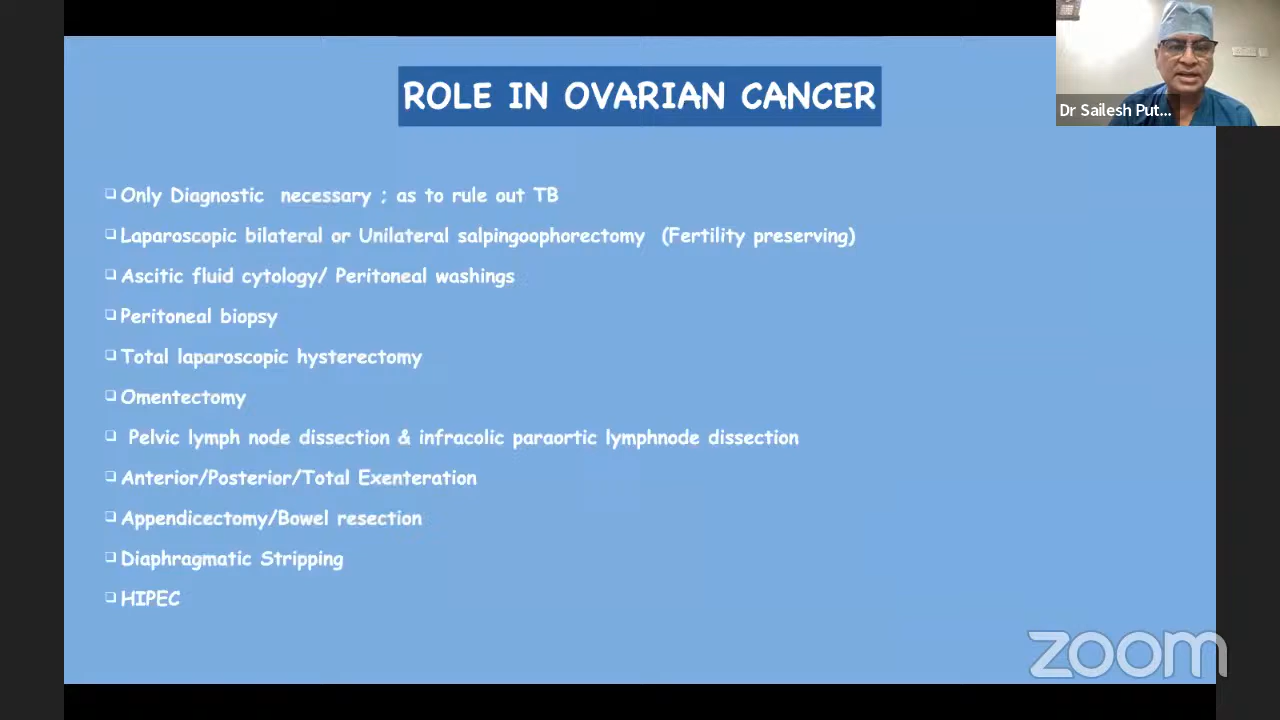 ROLE IN OVARIAN CANCER
Dr Sailesh Put...
❑ Only Diagnostic necessary ; as to rule out TB
❑ Laparoscopic bilateral or Unilateral salpingoophorectomy (Fertility preserving)
❑ Ascitic fluid cytology/ Peritoneal washings
❑ Peritoneal biopsy
❑ Total laparoscopic hysterectomy
❑ Omentectomy
❑ Pelvic lymph node dissection & infracolic paraortic lymphnode dissection
❑ Anterior/Posterior/Total Exenteration
❑ Appendicectomy/Bowel resection
❑ Diaphragmatic Stripping
❑ HIPEC
zoom